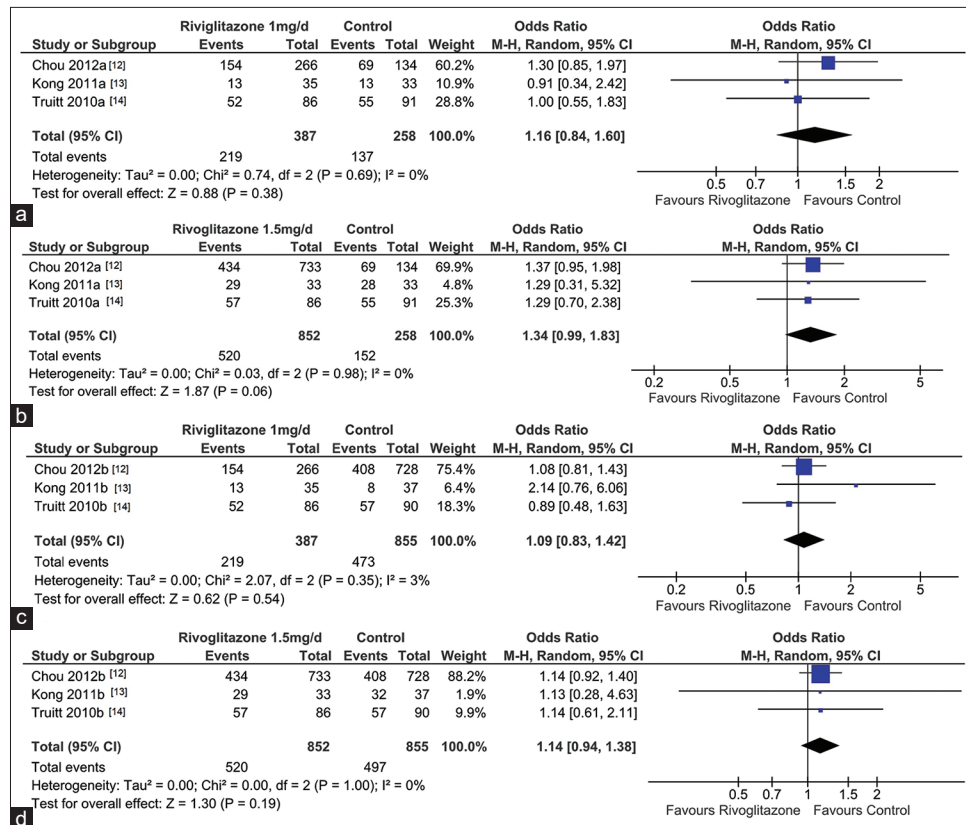 Riviglitazone 1mg/d Control Odds Ratio Odds Ratio
Study or Subgroup Events Total Events Total Weight M-H, Random, 95% CI M-H, Random, 95% CI
Chou 2012a [12] 154 266 69 134 60.2% 1.30 [0.85, 1.97]
Kong 2011a [13] 13 35 13 33 10.9% 0.91 [0.34, 2.42]
Truitt 2010a [14] 52 86 55 91 28.8% 1.00 [0.55, 1.83]
Total (95% CI) 387 258 100.0% 1.16 [0.84, 1.60]
Total events 219 137
Heterogeneity: Tau² = 0.00; Chi² = 0.74, df = 2 (P = 0.69); I² = 0%
Test for overall effect: Z = 0.88 (P = 0.38)
0.5 0.7 1 1.5 2
Favours Rivoglitazone Favours Control
a
Rivoglitazone 1.5mg/d Control Odds Ratio Odds Ratio
Study or Subgroup Events Total Events Total Weight M-H, Random, 95% CI M-H, Random, 95% CI
Chou 2012a [12] 434 733 69 134 69.9% 1.37 [0.95, 1.98]
Kong 2011a [13] 29 33 28 33 4.8% 1.29 [0.31, 5.32]
Truitt 2010a [14] 57 86 55 91 25.3% 1.29 [0.70, 2.38]
Total (95% CI) 852 258 100.0% 1.34 [0.99, 1.83]
Total events 520 152
Heterogeneity: Tau² = 0.00; Chi² = 0.03, df = 2 (P = 0.98); I² = 0%
Test for overall effect: Z = 1.87 (P = 0.06)
0.2 0.5 1 2 5
Favours Rivoglitazone Favours Control
b
Riviglitazone 1mg/d Control Odds Ratio Odds Ratio
Study or Subgroup Events Total Events Total Weight M-H, Random, 95% CI M-H, Random, 95% CI
Chou 2012b [12] 154 266 408 728 75.4% 1.08 [0.81, 1.43]
Kong 2011b [13] 13 35 8 37 6.4% 2.14 [0.76, 6.06]
Truitt 2010b [14] 52 86 57 90 18.3% 0.89 [0.48, 1.63]
Total (95% CI) 387 855 100.0% 1.09 [0.83, 1.42]
Total events 219 473
Heterogeneity: Tau² = 0.00; Chi² = 2.07, df = 2 (P = 0.35); I² = 3%
Test for overall effect: Z = 0.62 (P = 0.54)
0.2 0.5 1 2 5
Favours Rivoglitazone Favours Control
c
Rivoglitazone 1.5mg/d Control Odds Ratio Odds Ratio
Study or Subgroup Events Total Events Total Weight M-H, Random, 95% CI M-H, Random, 95% CI
Chou 2012b [12] 434 733 408 728 88.2% 1.14 [0.92, 1.40]
Kong 2011b [13] 29 33 32 37 1.9% 1.13 [0.28, 4.63]
Truitt 2010b [14] 57 86 57 90 9.9% 1.14 [0.61, 2.11]
Total (95% CI) 852 855 100.0% 1.14 [0.94, 1.38]
Total events 520 497
Heterogeneity: Tau² = 0.00; Chi² = 0.00, df = 2 (P = 1.00); I² = 0%
Test for overall effect: Z = 1.30 (P = 0.19)
0.5 0.7 1 1.5 2
Favours Rivoglitazone Favours Control
d